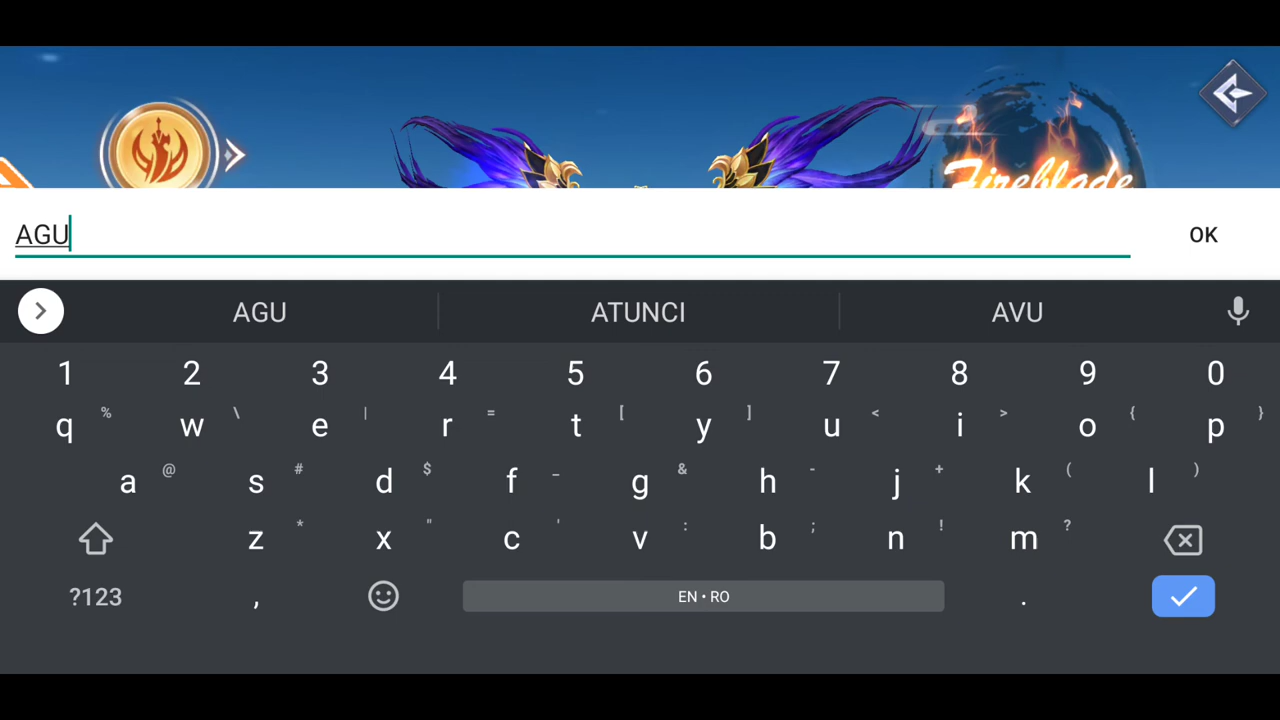 Fireblade
AGU OK
AGU ATUNCI AVU
1 2 3 4 5 6 7 8 9 0
q % w \ e | r = t [ y ] u < i > o { p }
a @ s # d $ f _ g & h - j + k ( l )
z * x " c ' v : b ; n ! m ?
?123 , EN • RO .